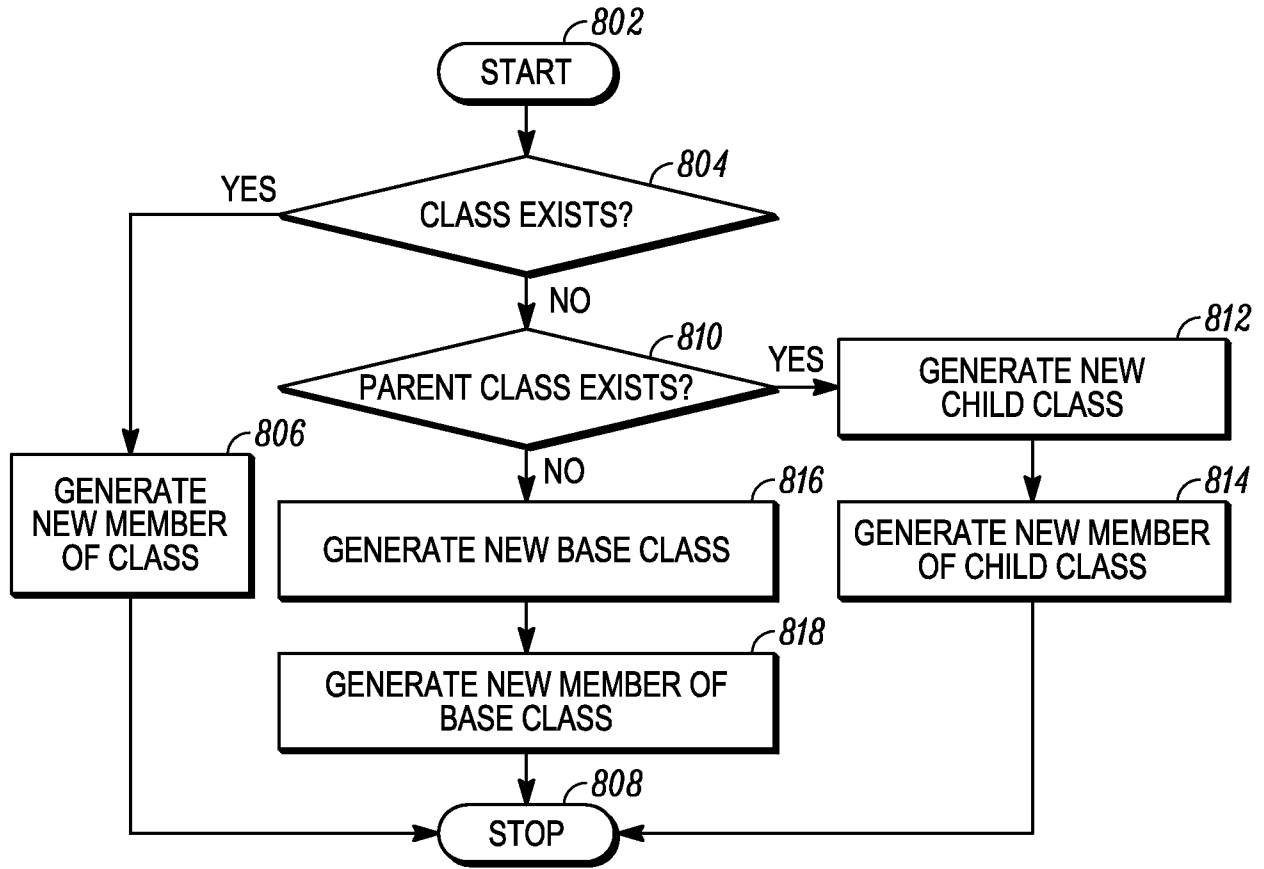 802
START
804
YES
CLASS EXISTS?
NO
810
812
YES
PARENT CLASS EXISTS?
GENERATE NEW
CHILD CLASS
806
NO
GENERATE
NEW MEMBER
OF CLASS
816
814
GENERATE NEW BASE CLASS
GENERATE NEW MEMBER
OF CHILD CLASS
818
GENERATE NEW MEMBER OF
BASE CLASS
808
STOP